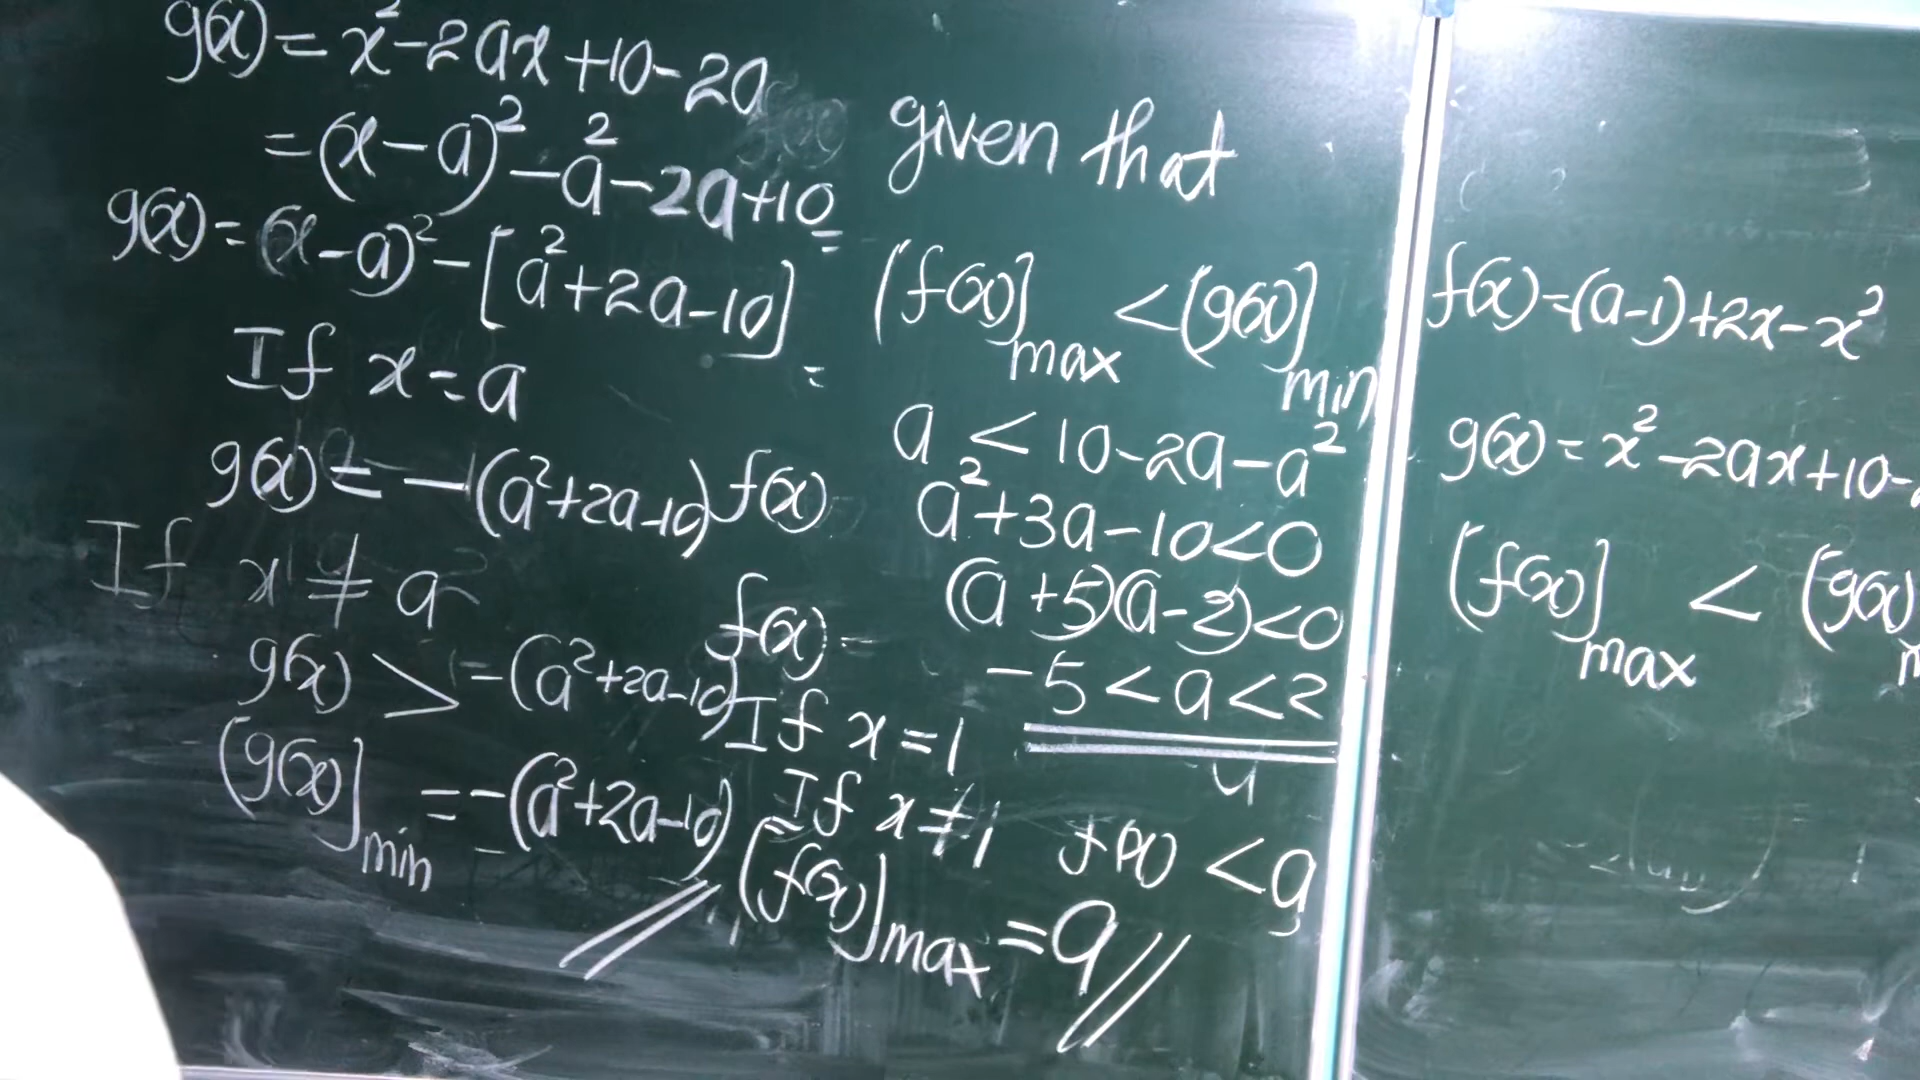 g(x) = x² - 2ax + 10 - 2a
= (x - a)² - a² - 2a + 10
g(x) = (x - a)² - [a² + 2a - 10]
If x = a
g(x) = -(a² + 2a - 10)
If x ≠ a
g(x) > -(a² + 2a - 10)
(g(x)]min = -(a² + 2a - 10)
f(x)
f(x) =
If x = 1
If x ≠ 1 f(x) < a
(f(x)]max = a
given that
(f(x)]max < (g(x)]min
a < 10 - 2a - a²
a² + 3a - 10 < 0
(a + 5)(a - 2) < 0
-5 < a < 2
f(x) = (a-1) + 2x - x²
g(x) = x² - 2ax + 10 -
(f(x)]max < (g(x)